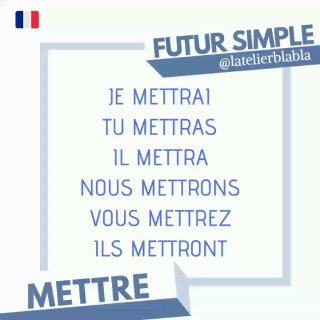 FUTUR SIMPLE
@latelierblabla
JE METTRAI
TU METTRAS
IL METTRA
NOUS METTRONS
VOUS METTREZ
ILS METTRONT
METTRE